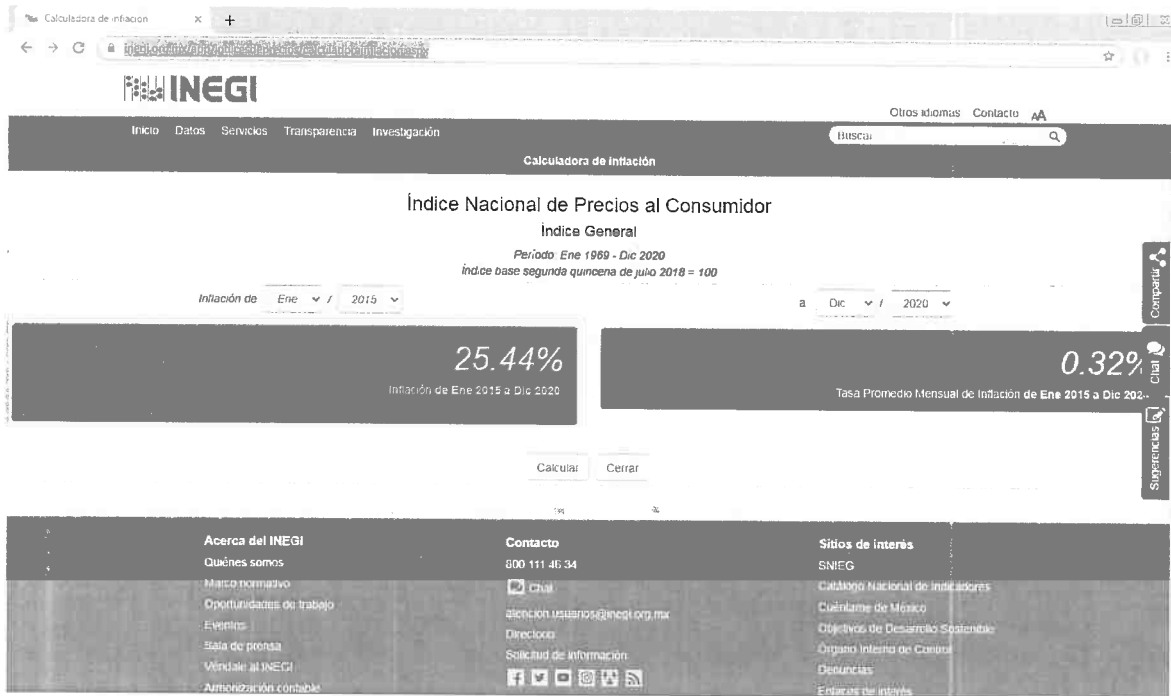 Calculadora de inflación
INEGI
Otros idiomas Contacto AA
Inicio Datos Servicios Transparencia Investigación
Buscar
Calculadora de inflación
Índice Nacional de Precios al Consumidor
Índice General
Período: Ene 1969 - Dic 2020
Índice base segunda quincena de julio 2018 = 100
Inflación de Ene / 2015 a Dic / 2020
25.44%
Inflación de Ene 2015 a Dic 2020
0.32%
Tasa Promedio Mensual de Inflación de Ene 2015 a Dic 202
Compartir
Chat
Sugerencias
Calcular Cerrar
Acerca del INEGI
Quiénes somos
Marco normativo
Oportunidades de trabajo
Eventos
Sala de prensa
Véndale al INEGI
Armonización contable
Contacto
800 111 46 34
Chat
atencion.usuarios@inegi.org.mx
Directorio
Solicitud de información
Sitios de interés
SNIEG
Catálogo Nacional de Indicadores
Cuéntame de México
Objetivos de Desarrollo Sostenible
Órgano Interno de Control
Denuncias
Enlaces de interés